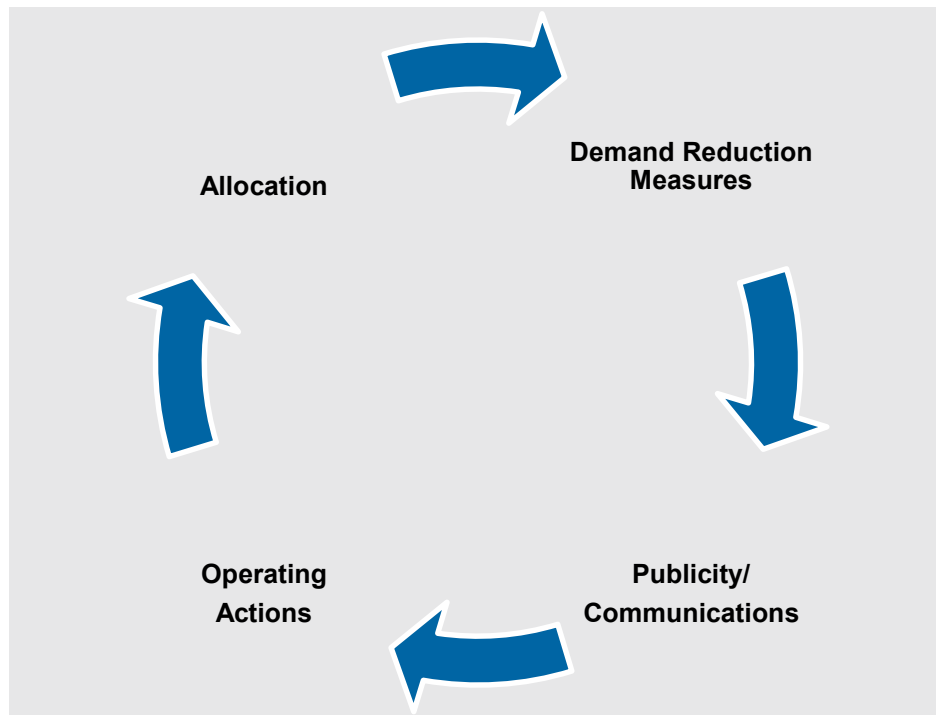 Allocation
Demand Reduction
Measures
Operating
Actions
Publicity/
Communications